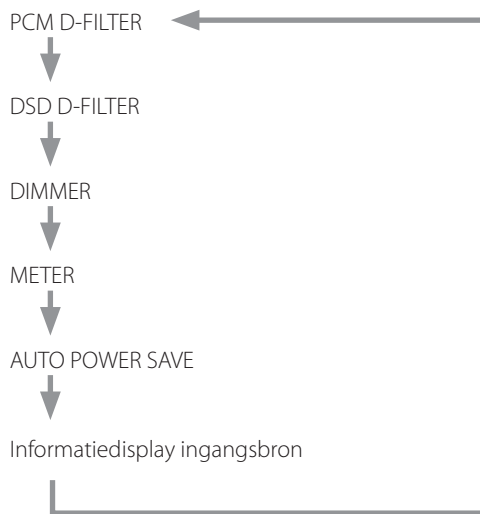 PCM D-FILTER
DSD D-FILTER
DIMMER
METER
AUTO POWER SAVE
Informatiedisplay ingangsbron